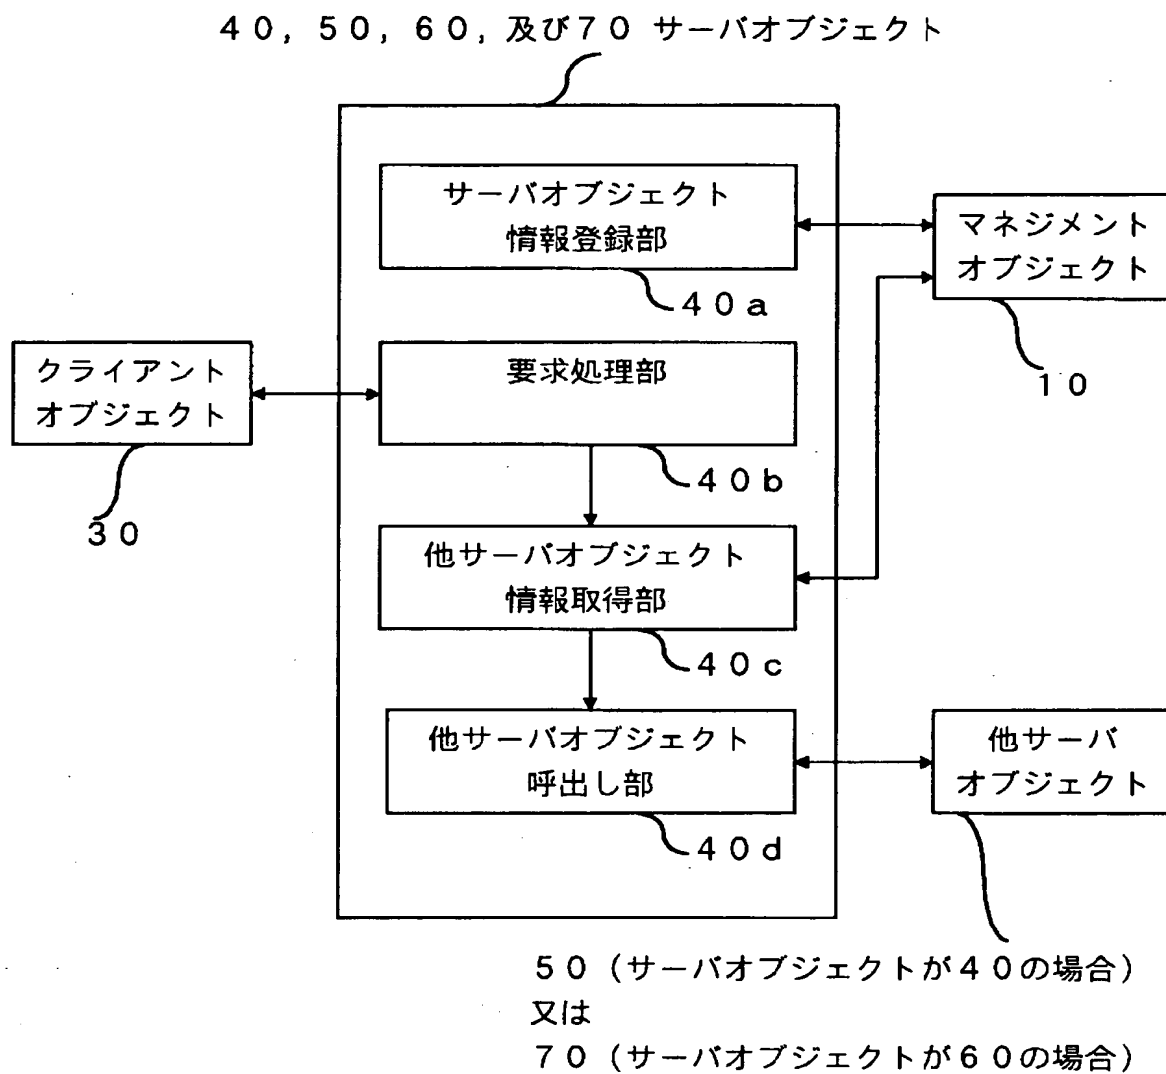 ４０，５０，６０，及び７０ サーバオブジェクト
サーバオブジェクト
情報登録部
４０ａ
マネジメント
オブジェクト
１０
クライアント
オブジェクト
３０
要求処理部
４０ｂ
他サーバオブジェクト
情報取得部
４０ｃ
他サーバオブジェクト
呼出し部
４０ｄ
他サーバ
オブジェクト
５０（サーバオブジェクトが４０の場合）
又は
７０（サーバオブジェクトが６０の場合）